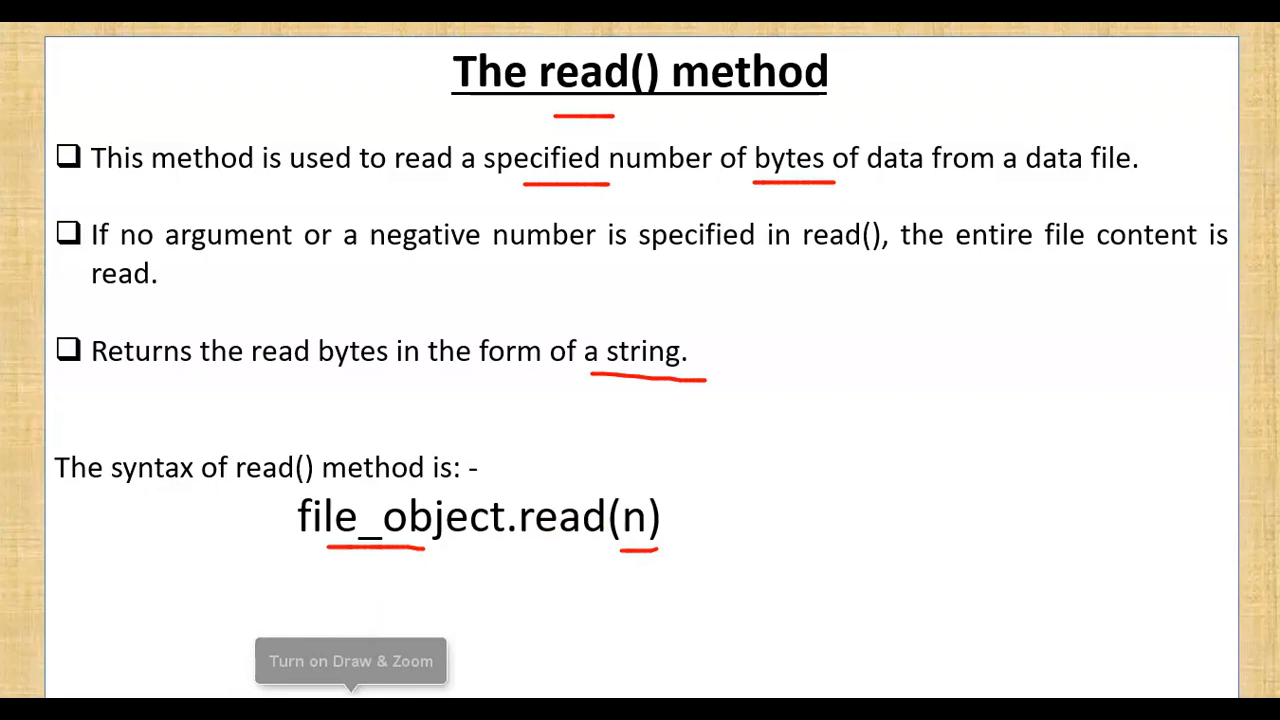 The read() method
❑ This method is used to read a specified number of bytes of data from a data file.
❑ If no argument or a negative number is specified in read(), the entire file content is
read.
❑ Returns the read bytes in the form of a string.
The syntax of read() method is: -
file_object.read(n)
Turn on Draw & Zoom